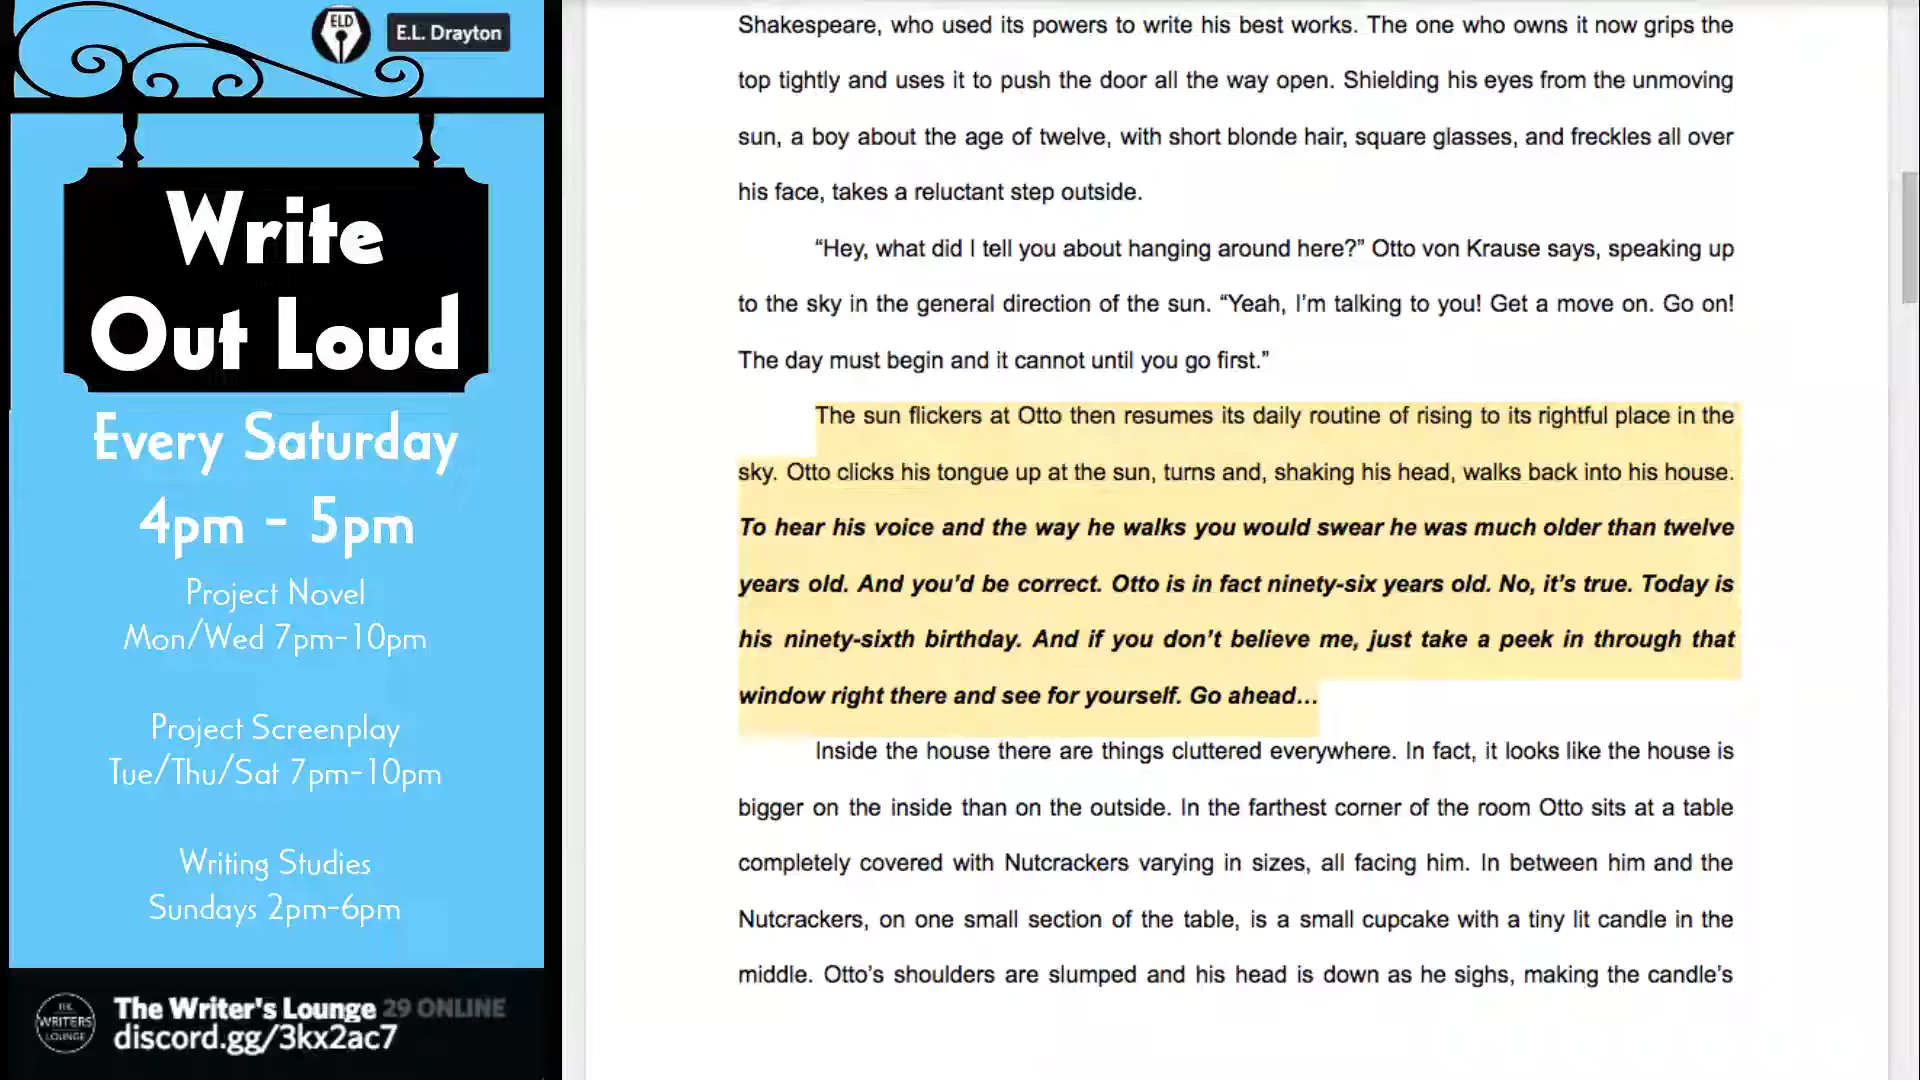 ELD
E.L. Drayton
Write
Out Loud
Every Saturday
4pm - 5pm
Project Novel
Mon/Wed 7pm-10pm
Project Screenplay
Tue/Thu/Sat 7pm-10pm
Writing Studies
Sundays 2pm-6pm
THE
WRITERS
LOUNGE
The Writer's Lounge 29 ONLINE
discord.gg/3kx2ac7
Shakespeare, who used its powers to write his best works. The one who owns it now grips the
top tightly and uses it to push the door all the way open. Shielding his eyes from the unmoving
sun, a boy about the age of twelve, with short blonde hair, square glasses, and freckles all over
his face, takes a reluctant step outside.
“Hey, what did I tell you about hanging around here?” Otto von Krause says, speaking up
to the sky in the general direction of the sun. “Yeah, I’m talking to you! Get a move on. Go on!
The day must begin and it cannot until you go first.”
The sun flickers at Otto then resumes its daily routine of rising to its rightful place in the
sky. Otto clicks his tongue up at the sun, turns and, shaking his head, walks back into his house.
To hear his voice and the way he walks you would swear he was much older than twelve
years old. And you’d be correct. Otto is in fact ninety-six years old. No, it’s true. Today is
his ninety-sixth birthday. And if you don’t believe me, just take a peek in through that
window right there and see for yourself. Go ahead…
Inside the house there are things cluttered everywhere. In fact, it looks like the house is
bigger on the inside than on the outside. In the farthest corner of the room Otto sits at a table
completely covered with Nutcrackers varying in sizes, all facing him. In between him and the
Nutcrackers, on one small section of the table, is a small cupcake with a tiny lit candle in the
middle. Otto’s shoulders are slumped and his head is down as he sighs, making the candle’s